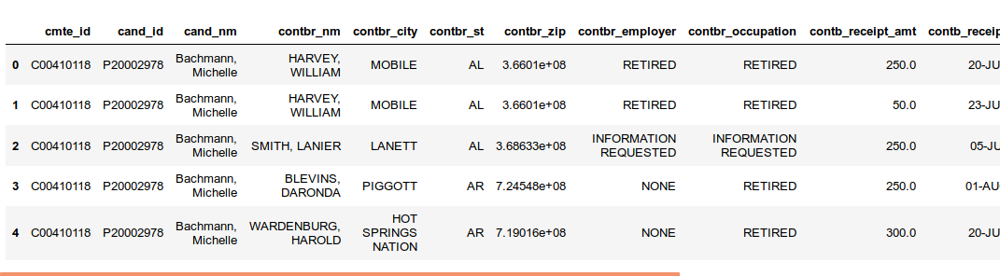 cmte_id cand_id cand_nm contbr_nm contbr_city contbr_st contbr_zip contbr_employer contbr_occupation contb_receipt_amt contb_receip
0 C00410118 P20002978 Bachmann, Michelle HARVEY, WILLIAM MOBILE AL 3.6601e+08 RETIRED RETIRED 250.0 20-JU
1 C00410118 P20002978 Bachmann, Michelle HARVEY, WILLIAM MOBILE AL 3.6601e+08 RETIRED RETIRED 50.0 23-JU
2 C00410118 P20002978 Bachmann, Michelle SMITH, LANIER LANETT AL 3.68633e+08 INFORMATION REQUESTED INFORMATION REQUESTED 250.0 05-JU
3 C00410118 P20002978 Bachmann, Michelle BLEVINS, DARONDA PIGGOTT AR 7.24548e+08 NONE RETIRED 250.0 01-AU
4 C00410118 P20002978 Bachmann, Michelle WARDENBURG, HAROLD HOT SPRINGS NATION AR 7.19016e+08 NONE RETIRED 300.0 20-JU